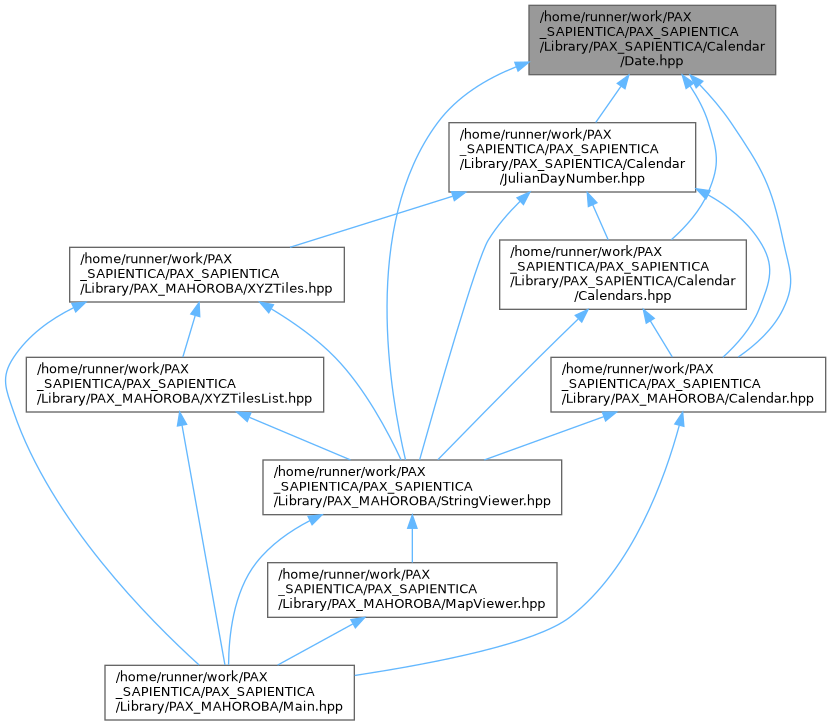 /home/runner/work/PAX
_SAPIENTICA/PAX_SAPIENTICA
/Library/PAX_SAPIENTICA/Calendar
/Date.hpp
/home/runner/work/PAX
_SAPIENTICA/PAX_SAPIENTICA
/Library/PAX_SAPIENTICA/Calendar
/JulianDayNumber.hpp
/home/runner/work/PAX
_SAPIENTICA/PAX_SAPIENTICA
/Library/PAX_SAPIENTICA/Calendar
/Calendars.hpp
/home/runner/work/PAX
_SAPIENTICA/PAX_SAPIENTICA
/Library/PAX_MAHOROBA/XYZTiles.hpp
/home/runner/work/PAX
_SAPIENTICA/PAX_SAPIENTICA
/Library/PAX_MAHOROBA/XYZTilesList.hpp
/home/runner/work/PAX
_SAPIENTICA/PAX_SAPIENTICA
/Library/PAX_MAHOROBA/Calendar.hpp
/home/runner/work/PAX
_SAPIENTICA/PAX_SAPIENTICA
/Library/PAX_MAHOROBA/StringViewer.hpp
/home/runner/work/PAX
_SAPIENTICA/PAX_SAPIENTICA
/Library/PAX_MAHOROBA/MapViewer.hpp
/home/runner/work/PAX
_SAPIENTICA/PAX_SAPIENTICA
/Library/PAX_MAHOROBA/Main.hpp